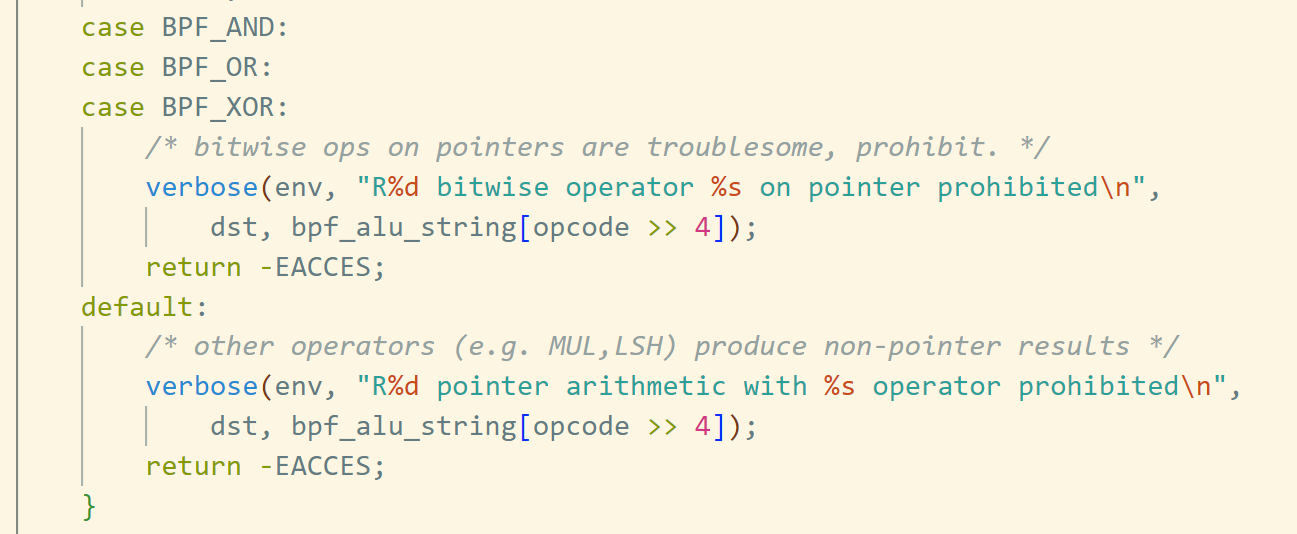 case BPF_AND:
case BPF_OR:
case BPF_XOR:
/* bitwise ops on pointers are troublesome, prohibit. */
verbose(env, "R%d bitwise operator %s on pointer prohibited\n",
dst, bpf_alu_string[opcode >> 4]);
return -EACCES;
default:
/* other operators (e.g. MUL,LSH) produce non-pointer results */
verbose(env, "R%d pointer arithmetic with %s operator prohibited\n",
dst, bpf_alu_string[opcode >> 4]);
return -EACCES;
}